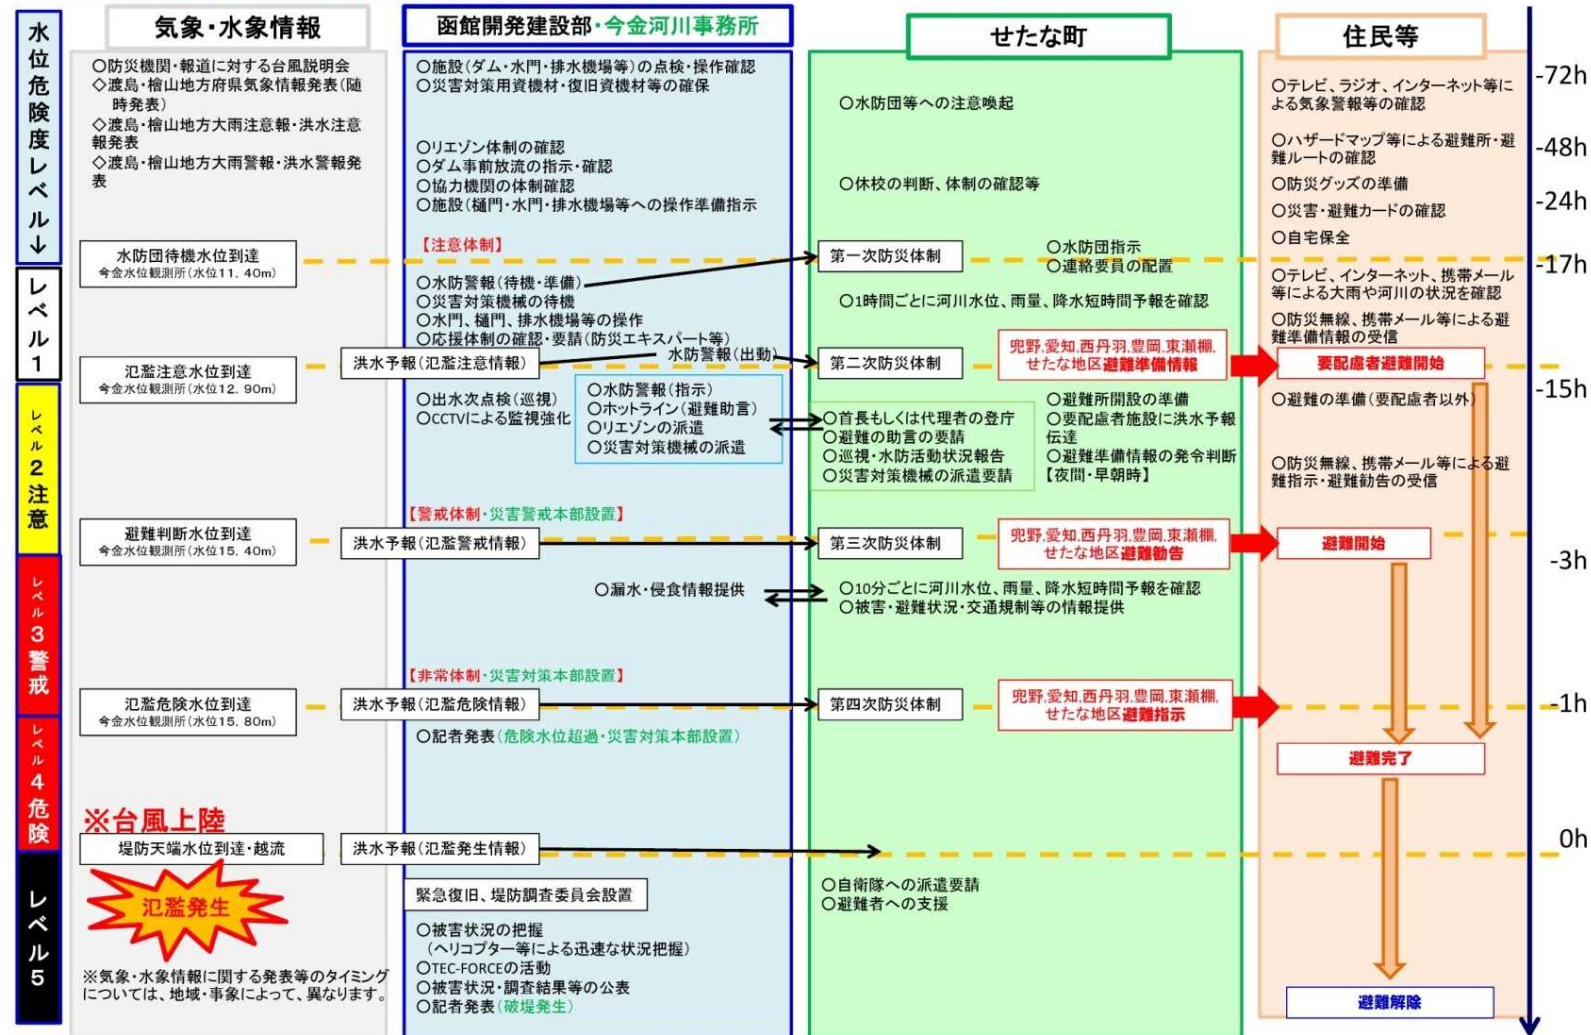 水位危険度レベル↓
レベル1
レベル2注意
レベル3警戒
レベル4危険
レベル5
気象・水象情報
○防災機関・報道に対する台風説明会
◇渡島・檜山地方府県気象情報発表(随
時発表)
◇渡島・檜山地方大雨注意報・洪水注意
報発表
◇渡島・檜山地方大雨警報・洪水警報発
表
水防団待機水位到達
今金水位観測所(水位11.40m)
氾濫注意水位到達
今金水位観測所(水位12.90m)
避難判断水位到達
今金水位観測所(水位15.40m)
氾濫危険水位到達
今金水位観測所(水位15.80m)
※台風上陸
堤防天端水位到達・越流
氾濫発生
※気象・水象情報に関する発表等のタイミング
については、地域・事象によって、異なります。
函館開発建設部・今金河川事務所
○施設(ダム・水門・排水機場等)の点検・操作確認
○災害対策用資機材・復旧資機材等の確保
○リエゾン体制の確認
○ダム事前放流の指示・確認
○協力機関の体制確認
○施設(樋門・水門・排水機場等への操作準備指示
【注意体制】
○水防警報(待機・準備)
○災害対策機械の待機
○水門、樋門、排水機場等の操作
○応援体制の確認・要請(防災エキスパート等)
洪水予報(氾濫注意情報)
水防警報(出動)
○出水次点検(巡視)
○CCTVによる監視強化
○水防警報(指示)
○ホットライン(避難助言)
○リエゾンの派遣
○災害対策機械の派遣
【警戒体制・災害警戒本部設置】
洪水予報(氾濫警戒情報)
○漏水・侵食情報提供
【非常体制・災害対策本部設置】
洪水予報(氾濫危険情報)
○記者発表(危険水位超過・災害対策本部設置)
洪水予報(氾濫発生情報)
緊急復旧、堤防調査委員会設置
○被害状況の把握
(ヘリコプター等による迅速な状況把握)
○TEC-FORCEの活動
○被害状況・調査結果等の公表
○記者発表(破堤発生)
せたな町
○水防団等への注意喚起
○休校の判断、体制の確認等
第一次防災体制
○水防団指示
○連絡要員の配置
○1時間ごとに河川水位、雨量、降水短時間予報を確認
第二次防災体制
兜野,愛知,西丹羽,豊岡,東瀬棚,
せたな地区避難準備情報
○首長もしくは代理者の登庁
○避難の助言の要請
○巡視・水防活動状況報告
○災害対策機械の派遣要請
○避難所開設の準備
○要配慮者施設に洪水予報
伝達
○避難準備情報の発令判断
【夜間・早朝時】
第三次防災体制
兜野,愛知,西丹羽,豊岡,東瀬棚,
せたな地区避難勧告
○10分ごとに河川水位、雨量、降水短時間予報を確認
○被害・避難状況・交通規制等の情報提供
第四次防災体制
兜野,愛知,西丹羽,豊岡,東瀬棚,
せたな地区避難指示
○自衛隊への派遣要請
○避難者への支援
住民等
○テレビ、ラジオ、インターネット等に
よる気象警報等の確認
○ハザードマップ等による避難所・避
難ルートの確認
○防災グッズの準備
○災害・避難カードの確認
○自宅保全
○テレビ、インターネット、携帯メール
等による大雨や河川の状況を確認
○防災無線、携帯メール等による避
難準備情報の受信
要配慮者避難開始
○避難の準備(要配慮者以外)
○防災無線、携帯メール等による避
難指示・避難勧告の受信
避難開始
避難完了
避難解除
-72h
-48h
-24h
-17h
-15h
-3h
-1h
0h